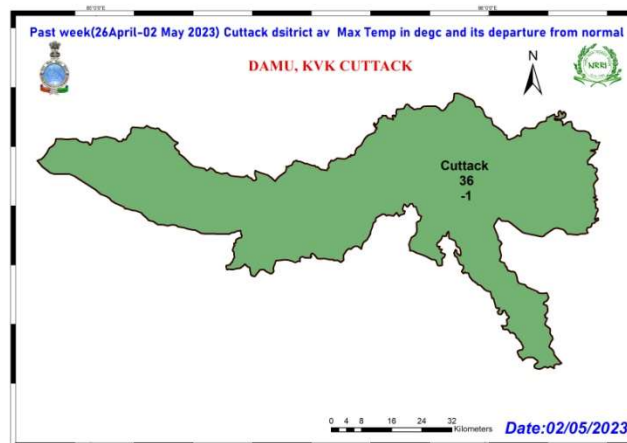 Past week(26April-02 May 2023) Cuttack dsitrict av Max Temp in degc and its departure from normal
DAMU, KVK CUTTACK
N
NRRI
Cuttack
36
-1
0 4 8 16 24 32
Kilometers
Date:02/05/2023